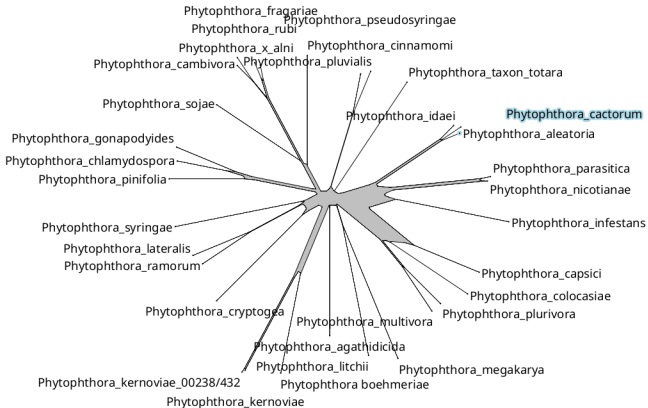 Phytophthora_fragariae
Phytophthora_pseudosyringae
Phytophthora_rubi
Phytophthora_x_alni
Phytophthora_cinnamomi
Phytophthora_cambivora
Phytophthora_pluvialis
Phytophthora_taxon_totara
Phytophthora_sojae
Phytophthora_idaei
Phytophthora_cactorum
Phytophthora_aleatoria
Phytophthora_gonapodyides
Phytophthora_chlamydospora
Phytophthora_parasitica
Phytophthora_pinifolia
Phytophthora_nicotianae
Phytophthora_syringae
Phytophthora_infestans
Phytophthora_lateralis
Phytophthora_ramorum
Phytophthora_capsici
Phytophthora_colocasiae
Phytophthora_cryptogea
Phytophthora_plurivora
Phytophthora_multivora
Phytophthora_agathidicida
Phytophthora_litchii
Phytophthora_megakarya
Phytophthora_kernoviae_00238/432
Phytophthora boehmeriae
Phytophthora_kernoviae